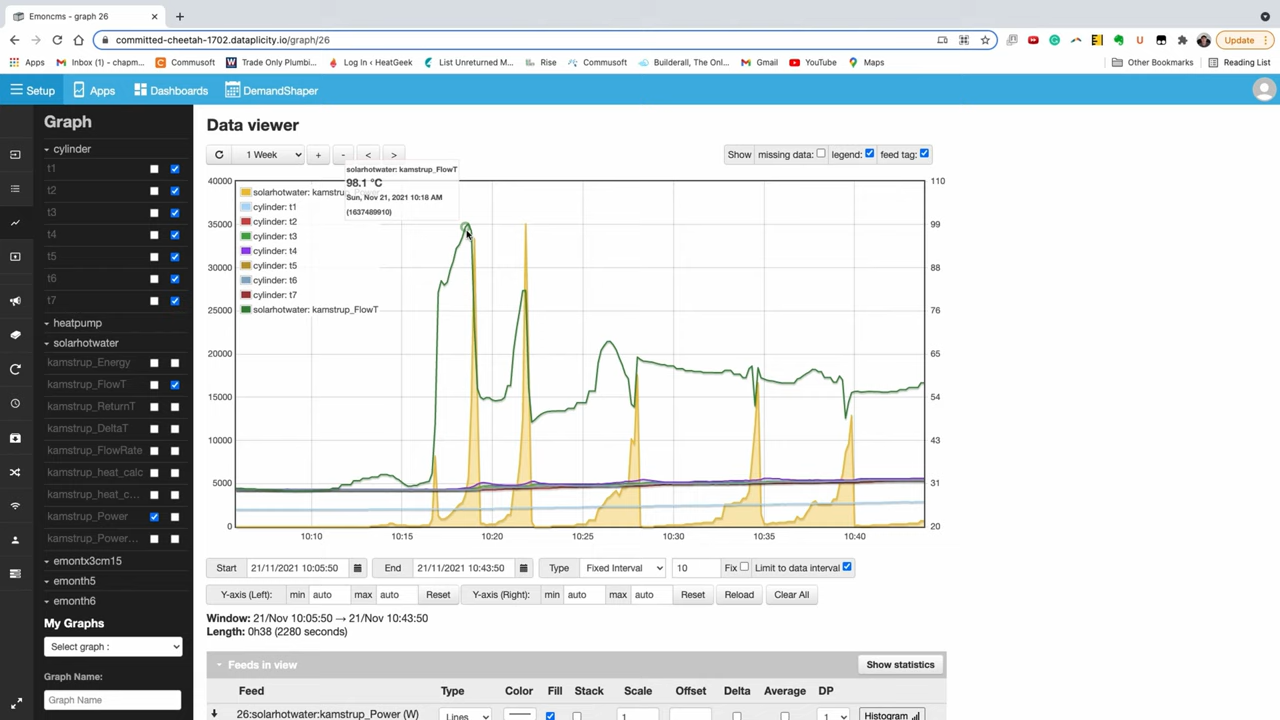 Emoncms - graph 26
committed-cheetah-1702.dataplicity.io/graph/26
Update
Apps Inbox (1) – chapm... Commusoft Trade Only Plumbi... Log In ‹ HeatGeek List Unreturned M... Rise Commusoft Builderall, The Onl... Gmail YouTube Maps Other Bookmarks Reading List
Setup Apps Dashboards DemandShaper
Graph
cylinder
t1
t2
t3
t4
t5
t6
t7
heatpump
solarhotwater
kamstrup_Energy
kamstrup_FlowT
kamstrup_ReturnT
kamstrup_DeltaT
kamstrup_FlowRate
kamstrup_heat_calc
kamstrup_heat_c...
kamstrup_Power
kamstrup_Power...
emontx3cm15
emonth5
emonth6
My Graphs
Select graph :
Graph Name:
Graph Name
Data viewer
1 Week + - < > Show missing data: legend: feed tag:
solarhotwater: kamstrup_FlowT
98.1 °C
Sun, Nov 21, 2021 10:18 AM
(1637489910)
40000
35000
30000
25000
20000
15000
10000
5000
0
solarhotwater: kamstrup_
cylinder: t1
cylinder: t2
cylinder: t3
cylinder: t4
cylinder: t5
cylinder: t6
cylinder: t7
solarhotwater: kamstrup_FlowT
110
99
88
76
65
54
43
31
20
10:10 10:15 10:20 10:25 10:30 10:35 10:40
Start 21/11/2021 10:05:50 End 21/11/2021 10:43:50 Type Fixed Interval 10 Fix Limit to data interval
Y-axis (Left): min auto max auto Reset Y-axis (Right): min auto max auto Reset Reload Clear All
Window: 21/Nov 10:05:50 → 21/Nov 10:43:50
Length: 0h38 (2280 seconds)
Feeds in view Show statistics
Feed Type Color Fill Stack Scale Offset Delta Average DP
26:solarhotwater:kamstrup_Power (W) Lines 1 1 Histogram